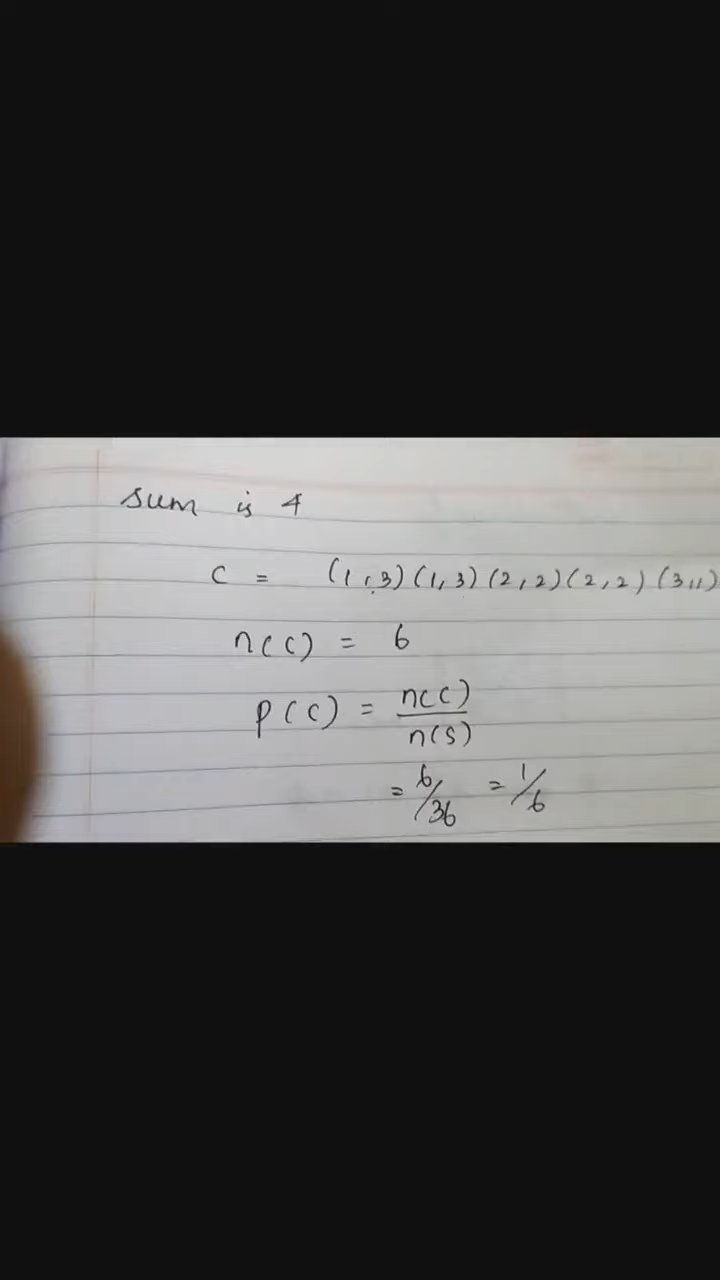 sum is 4
C = (1,3) (1,3) (2,2) (2,2) (3,1)
n(C) = 6
P(C) = n(C)/n(S)
= 6/36 = 1/6